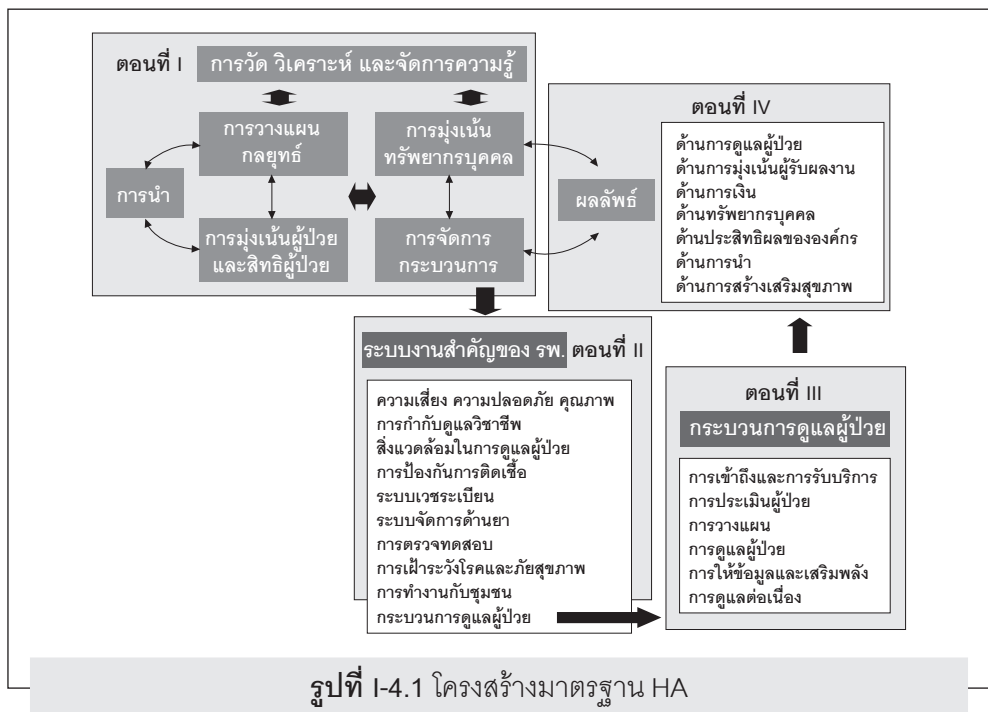 ตอนที่ I
การวัด วิเคราะห์ และจัดการความรู้
การวางแผน
กลยุทธ์
การมุ่งเน้น
ทรัพยากรบุคคล
การนำ
การมุ่งเน้นผู้ป่วย
และสิทธิผู้ป่วย
การจัดการ
กระบวนการ
ผลลัพธ์
ตอนที่ IV
ด้านการดูแลผู้ป่วย
ด้านการมุ่งเน้นผู้รับผลงาน
ด้านการเงิน
ด้านทรัพยากรบุคคล
ด้านประสิทธิผลขององค์กร
ด้านการนำ
ด้านการสร้างเสริมสุขภาพ
ระบบงานสำคัญของ รพ. ตอนที่ II
ความเสี่ยง ความปลอดภัย คุณภาพ
การกำกับดูแลวิชาชีพ
สิ่งแวดล้อมในการดูแลผู้ป่วย
การป้องกันการติดเชื้อ
ระบบเวชระเบียน
ระบบจัดการด้านยา
การตรวจทดสอบ
การเฝ้าระวังโรคและภัยสุขภาพ
การทำงานกับชุมชน
กระบวนการดูแลผู้ป่วย
ตอนที่ III
กระบวนการดูแลผู้ป่วย
การเข้าถึงและการรับบริการ
การประเมินผู้ป่วย
การวางแผน
การดูแลผู้ป่วย
การให้ข้อมูลและเสริมพลัง
การดูแลต่อเนื่อง
รูปที่ I-4.1 โครงสร้างมาตรฐาน HA